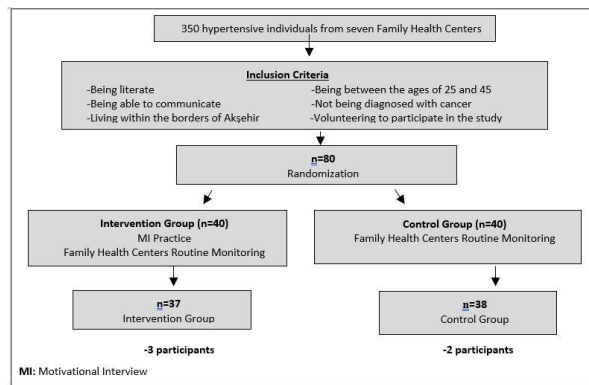 350 hypertensive individuals from seven Family Health Centers
Inclusion Criteria
-Being literate
-Being able to communicate
-Living within the borders of Akşehir
-Being between the ages of 25 and 45
-Not being diagnosed with cancer
-Volunteering to participate in the study
n=80
Randomization
Intervention Group (n=40)
MI Practice
Family Health Centers Routine Monitoring
Control Group (n=40)
Family Health Centers Routine Monitoring
n=37
Intervention Group
n=38
Control Group
-3 participants
-2 participants
MI: Motivational Interview